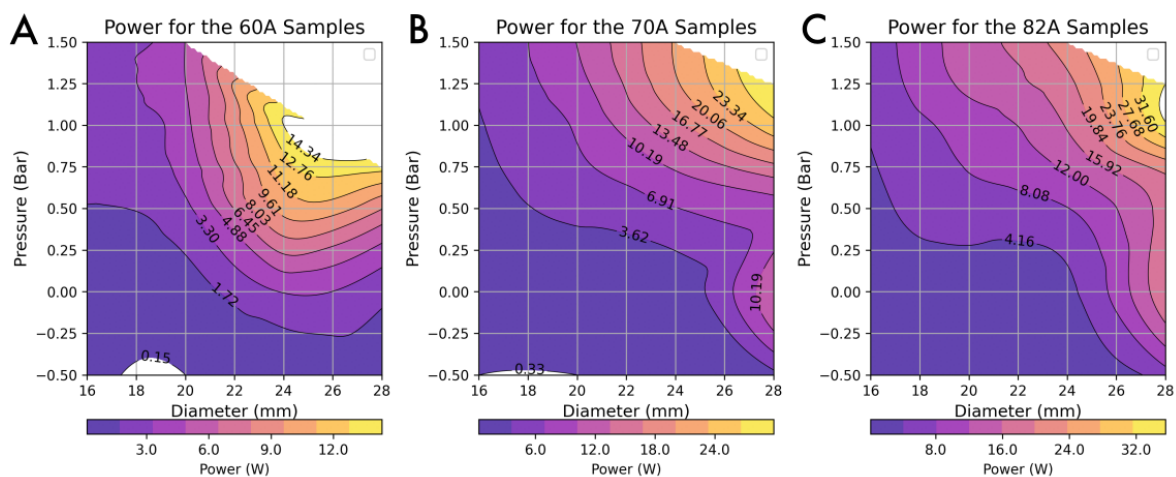 A
Power for the 60A Samples
Pressure (Bar)
1.50
1.25
1.00
0.75
0.50
0.25
0.00
−0.25
−0.50
14.34
12.76
11.18
9.61
8.03
6.45
4.88
3.30
1.72
0.15
16 18 20 22 24 26 28
Diameter (mm)
3.0 6.0 9.0 12.0
Power (W)
B
Power for the 70A Samples
Pressure (Bar)
1.50
1.25
1.00
0.75
0.50
0.25
0.00
−0.25
−0.50
23.34
20.06
16.77
13.48
10.19
6.91
3.62
10.19
0.33
16 18 20 22 24 26 28
Diameter (mm)
6.0 12.0 18.0 24.0
Power (W)
C
Power for the 82A Samples
Pressure (Bar)
1.50
1.25
1.00
0.75
0.50
0.25
0.00
−0.25
−0.50
31.60
27.68
23.76
19.84
15.92
12.00
8.08
4.16
16 18 20 22 24 26 28
Diameter (mm)
8.0 16.0 24.0 32.0
Power (W)